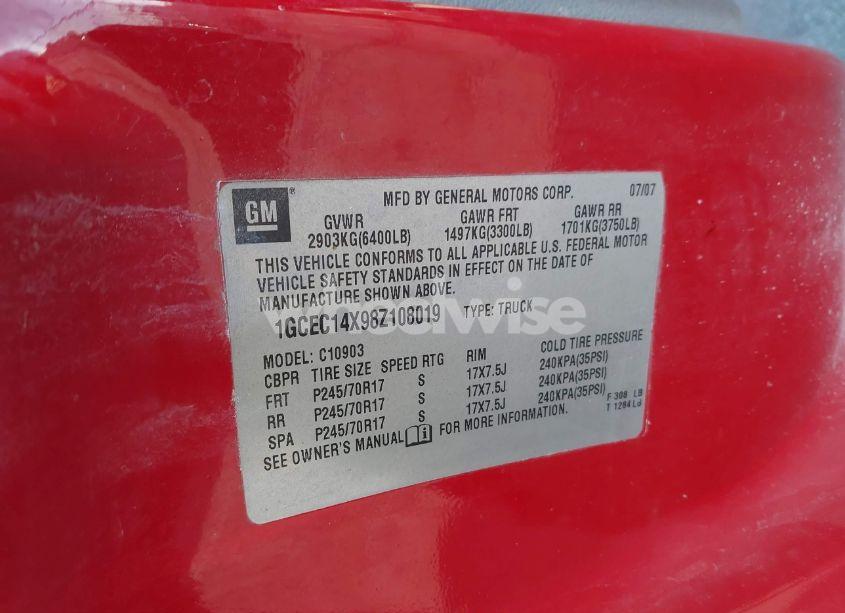 GM ® MFD BY GENERAL MOTORS CORP. 07/07
GVWR GAWR FRT GAWR RR
2903KG(6400LB) 1497KG(3300LB) 1701KG(3750LB)
THIS VEHICLE CONFORMS TO ALL APPLICABLE U.S. FEDERAL MOTOR
VEHICLE SAFETY STANDARDS IN EFFECT ON THE DATE OF
MANUFACTURE SHOWN ABOVE.
1GCEC14X98Z108019 TYPE: TRUCK
MODEL: C10903
CBPR TIRE SIZE SPEED RTG RIM COLD TIRE PRESSURE
FRT P245/70R17 S 17X7.5J 240KPA(35PSI)
RR P245/70R17 S 17X7.5J 240KPA(35PSI)
SPA P245/70R17 S 17X7.5J 240KPA(35PSI)
F 308 LB
T 1284 Ld
SEE OWNER'S MANUAL FOR MORE INFORMATION.